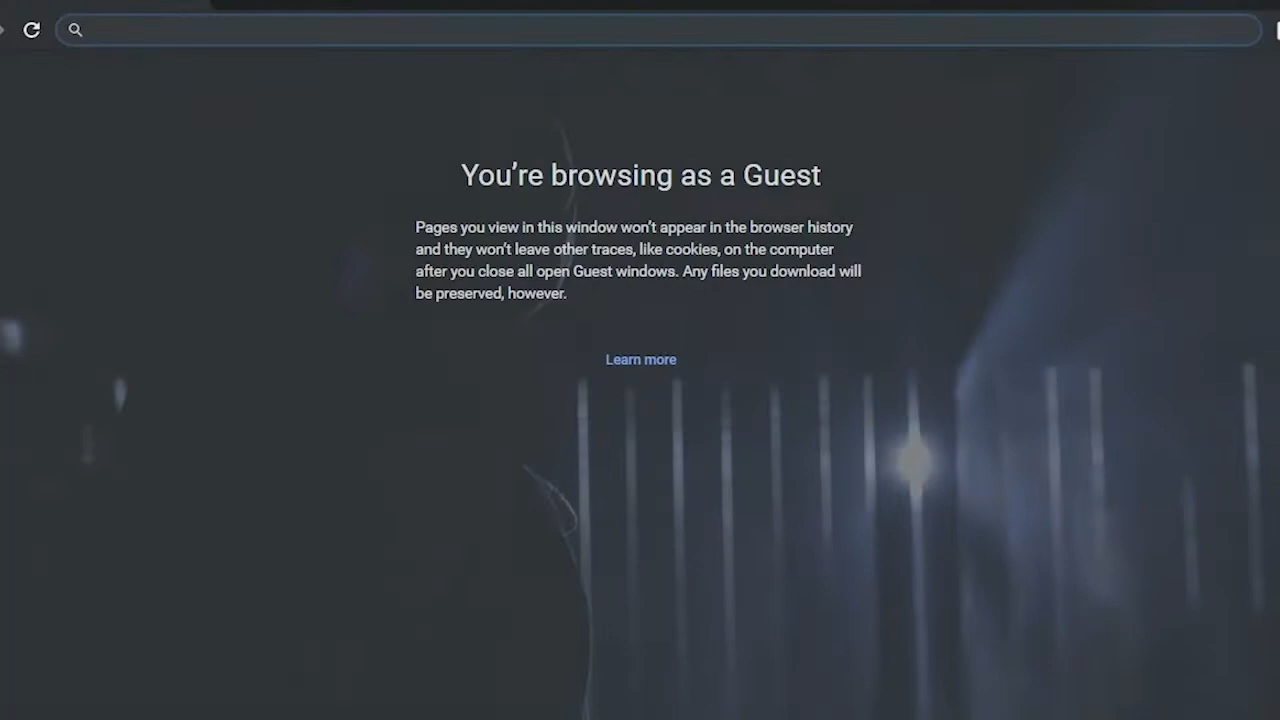 You’re browsing as a Guest
Pages you view in this window won’t appear in the browser history
and they won’t leave other traces, like cookies, on the computer
after you close all open Guest windows. Any files you download will
be preserved, however.
Learn more